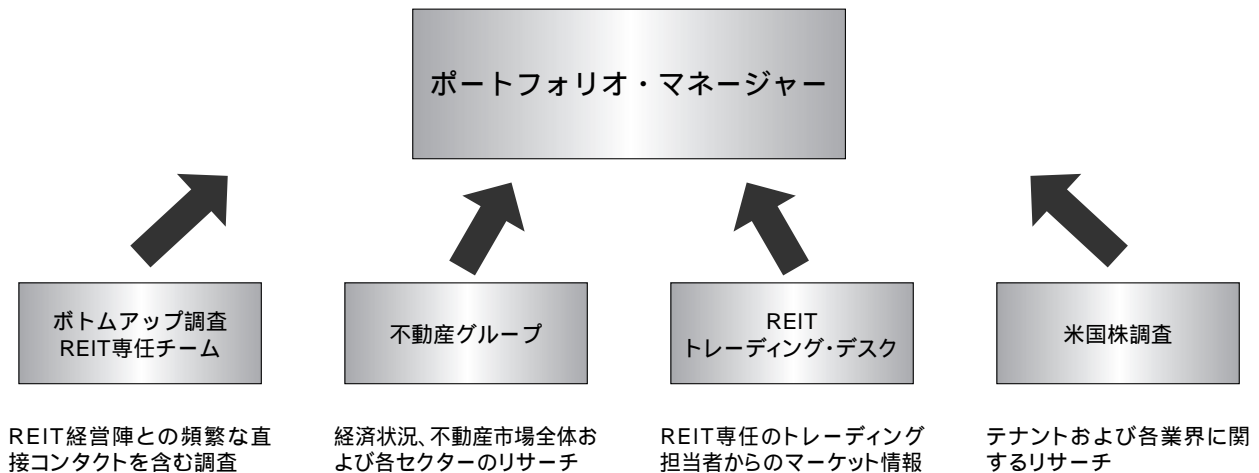 ポートフォリオ・マネージャー
ボトムアップ調査
REIT専任チーム
不動産グループ
REIT
トレーディング・デスク
米国株調査
REIT経営陣との頻繁な直
接コンタクトを含む調査
経済状況、不動産市場全体お
よび各セクターのリサーチ
REIT専任のトレーディング
担当者からのマーケット情報
テナントおよび各業界に関
するリサーチ